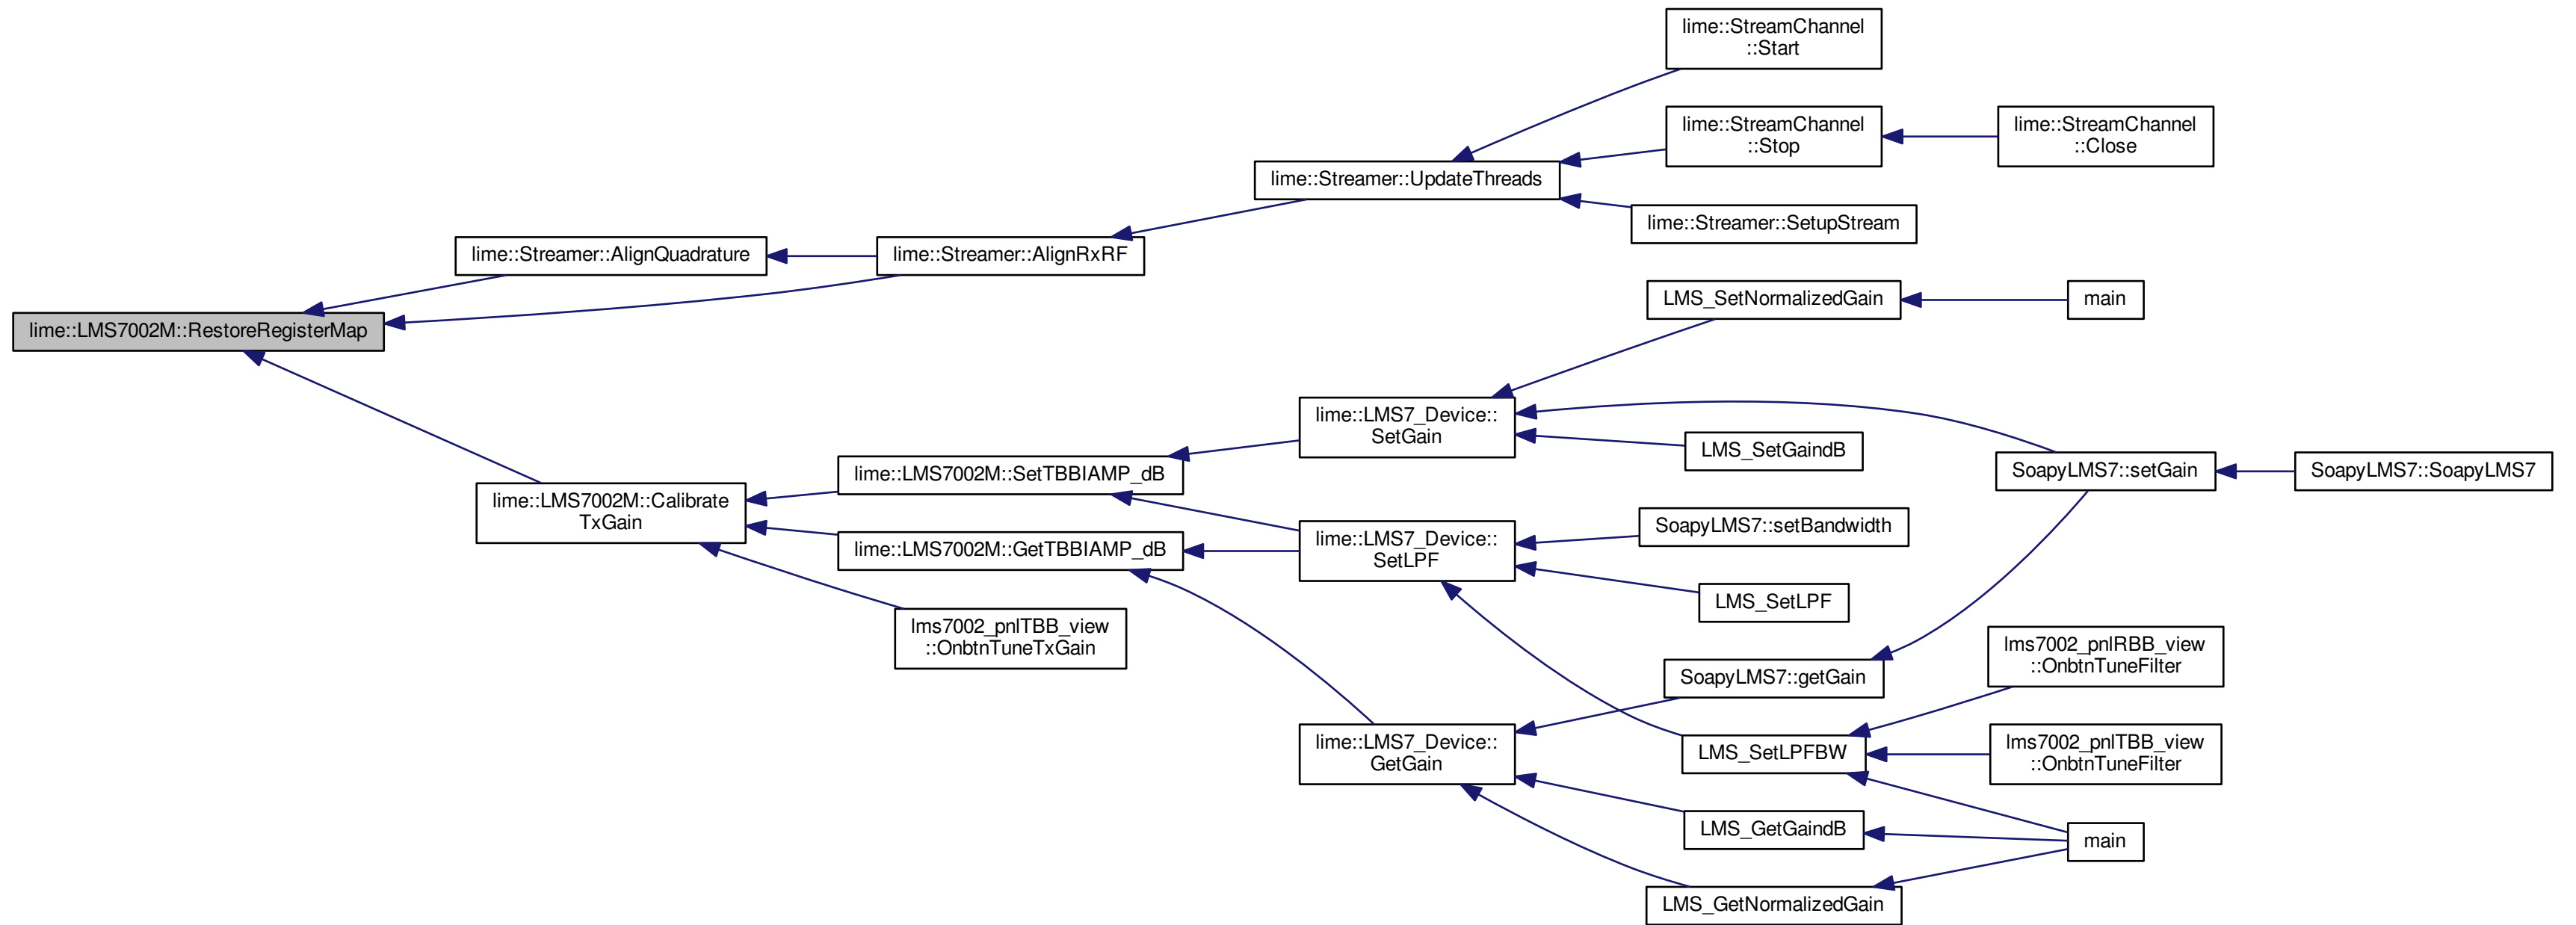 lime::StreamChannel
::Start
lime::StreamChannel
::Stop
lime::StreamChannel
::Close
lime::Streamer::UpdateThreads
lime::Streamer::SetupStream
lime::Streamer::AlignQuadrature
lime::Streamer::AlignRxRF
LMS_SetNormalizedGain
main
lime::LMS7002M::RestoreRegisterMap
lime::LMS7_Device::
SetGain
LMS_SetGaindB
SoapyLMS7::setGain
SoapyLMS7::SoapyLMS7
lime::LMS7002M::SetTBBIAMP_dB
lime::LMS7002M::Calibrate
TxGain
lime::LMS7002M::GetTBBIAMP_dB
lime::LMS7_Device::
SetLPF
SoapyLMS7::setBandwidth
LMS_SetLPF
lms7002_pnlTBB_view
::OnbtnTuneTxGain
SoapyLMS7::getGain
lms7002_pnlRBB_view
::OnbtnTuneFilter
lime::LMS7_Device::
GetGain
LMS_SetLPFBW
lms7002_pnlTBB_view
::OnbtnTuneFilter
LMS_GetGaindB
main
LMS_GetNormalizedGain